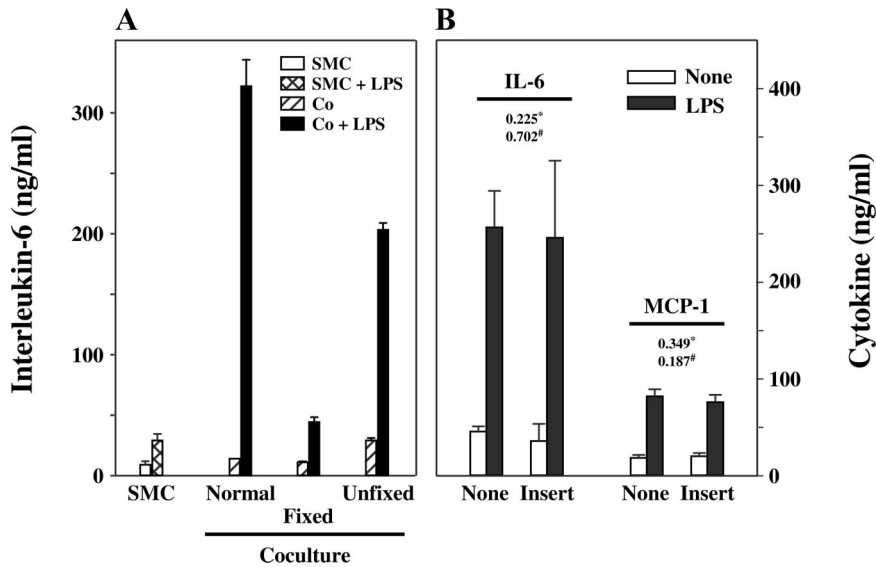 A
Interleukin-6 (ng/ml)
300
200
100
0
SMC
SMC + LPS
Co
Co + LPS
SMC
Normal
Fixed
Unfixed
Coculture
B
None
LPS
IL-6
0.225*
0.702#
MCP-1
0.349*
0.187#
None
Insert
None
Insert
400
300
200
100
0
Cytokine (ng/ml)